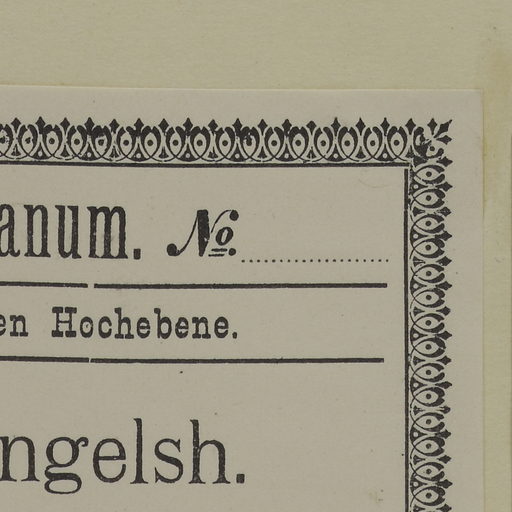 anum. №
en Hochebene.
ngelsh.